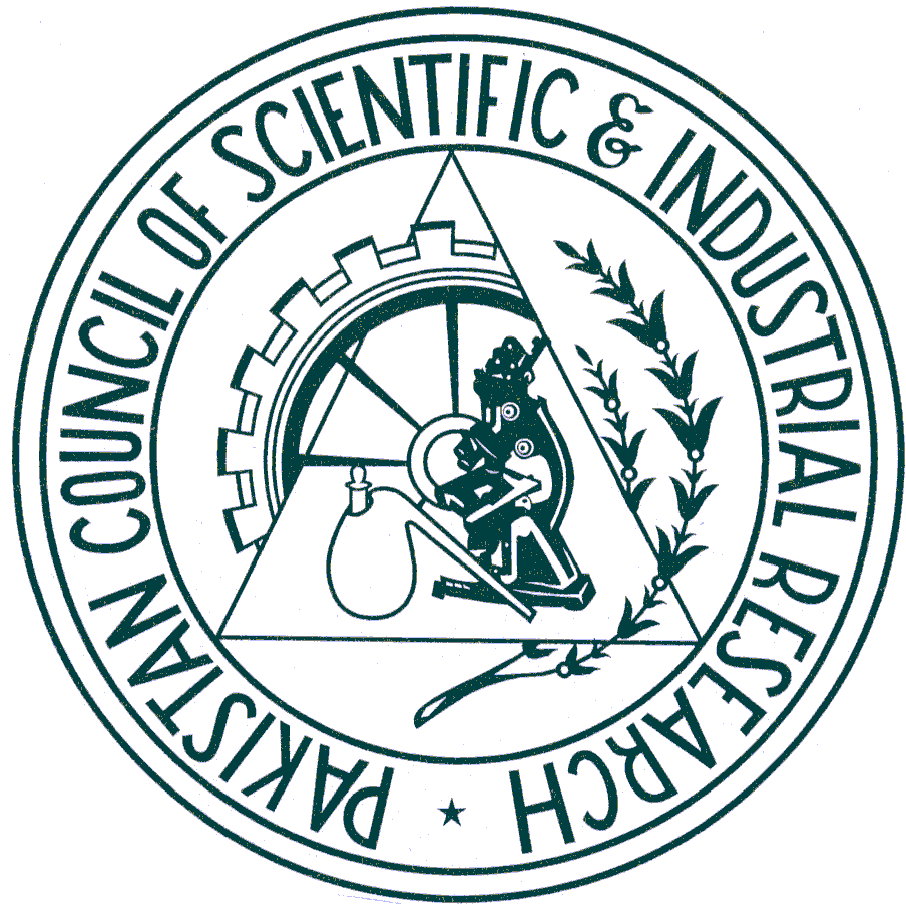 PAKISTAN COUNCIL OF SCIENTIFIC & INDUSTRIAL RESEARCH